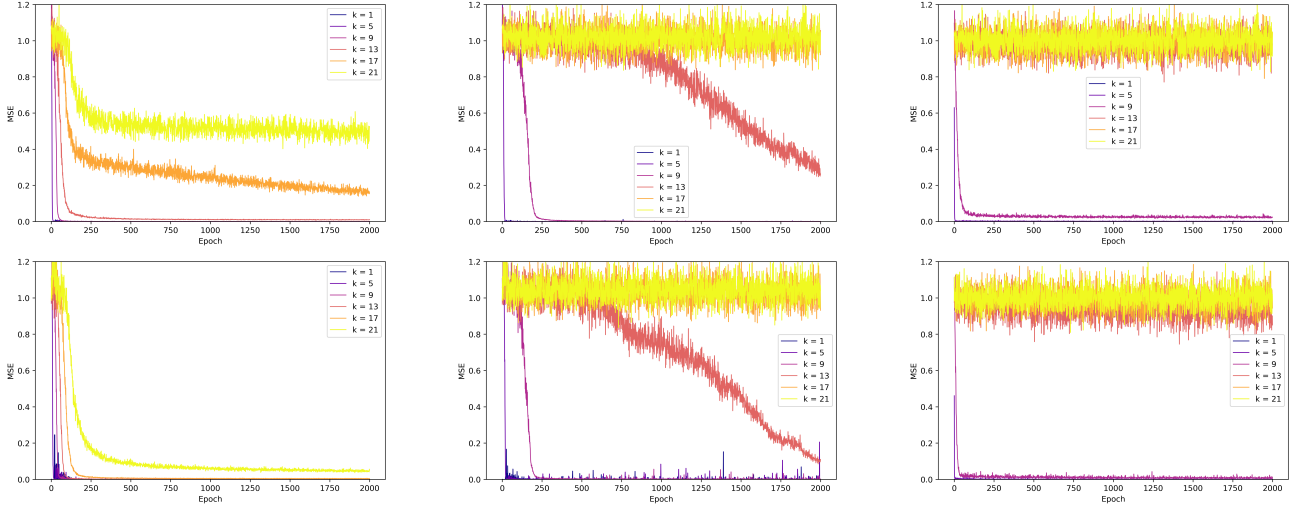 1.2
1.0
0.8
0.6
0.4
0.2
0.0
MSE
0 250 500 750 1000 1250 1500 1750 2000
Epoch
k = 1
k = 5
k = 9
k = 13
k = 17
k = 21
1.2
1.0
0.8
0.6
0.4
0.2
0.0
MSE
0 250 500 750 1000 1250 1500 1750 2000
Epoch
k = 1
k = 5
k = 9
k = 13
k = 17
k = 21
1.2
1.0
0.8
0.6
0.4
0.2
0.0
MSE
0 250 500 750 1000 1250 1500 1750 2000
Epoch
k = 1
k = 5
k = 9
k = 13
k = 17
k = 21
1.2
1.0
0.8
0.6
0.4
0.2
0.0
MSE
0 250 500 750 1000 1250 1500 1750 2000
Epoch
k = 1
k = 5
k = 9
k = 13
k = 17
k = 21
1.2
1.0
0.8
0.6
0.4
0.2
0.0
MSE
0 250 500 750 1000 1250 1500 1750 2000
Epoch
k = 1
k = 5
k = 9
k = 13
k = 17
k = 21
1.2
1.0
0.8
0.6
0.4
0.2
0.0
MSE
0 250 500 750 1000 1250 1500 1750 2000
Epoch
k = 1
k = 5
k = 9
k = 13
k = 17
k = 21